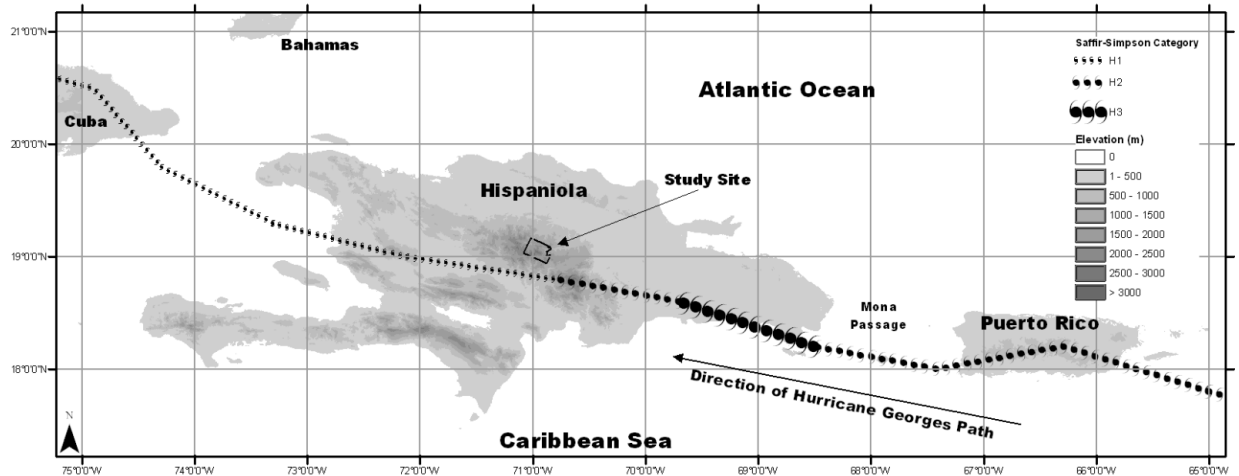 21°0'0"N
Bahamas
Saffir-Simpson Category
H1
H2
H3
Atlantic Ocean
Cuba
20°0'0"N
Elevation (m)
0
1 - 500
500 - 1000
1000 - 1500
1500 - 2000
2000 - 2500
2500 - 3000
> 3000
Hispaniola
Study Site
19°0'0"N
Mona
Passage
Puerto Rico
18°0'0"N
Direction of Hurricane Georges Path
N
Caribbean Sea
75°0'0"W 74°0'0"W 73°0'0"W 72°0'0"W 71°0'0"W 70°0'0"W 69°0'0"W 68°0'0"W 67°0'0"W 66°0'0"W 65°0'0"W